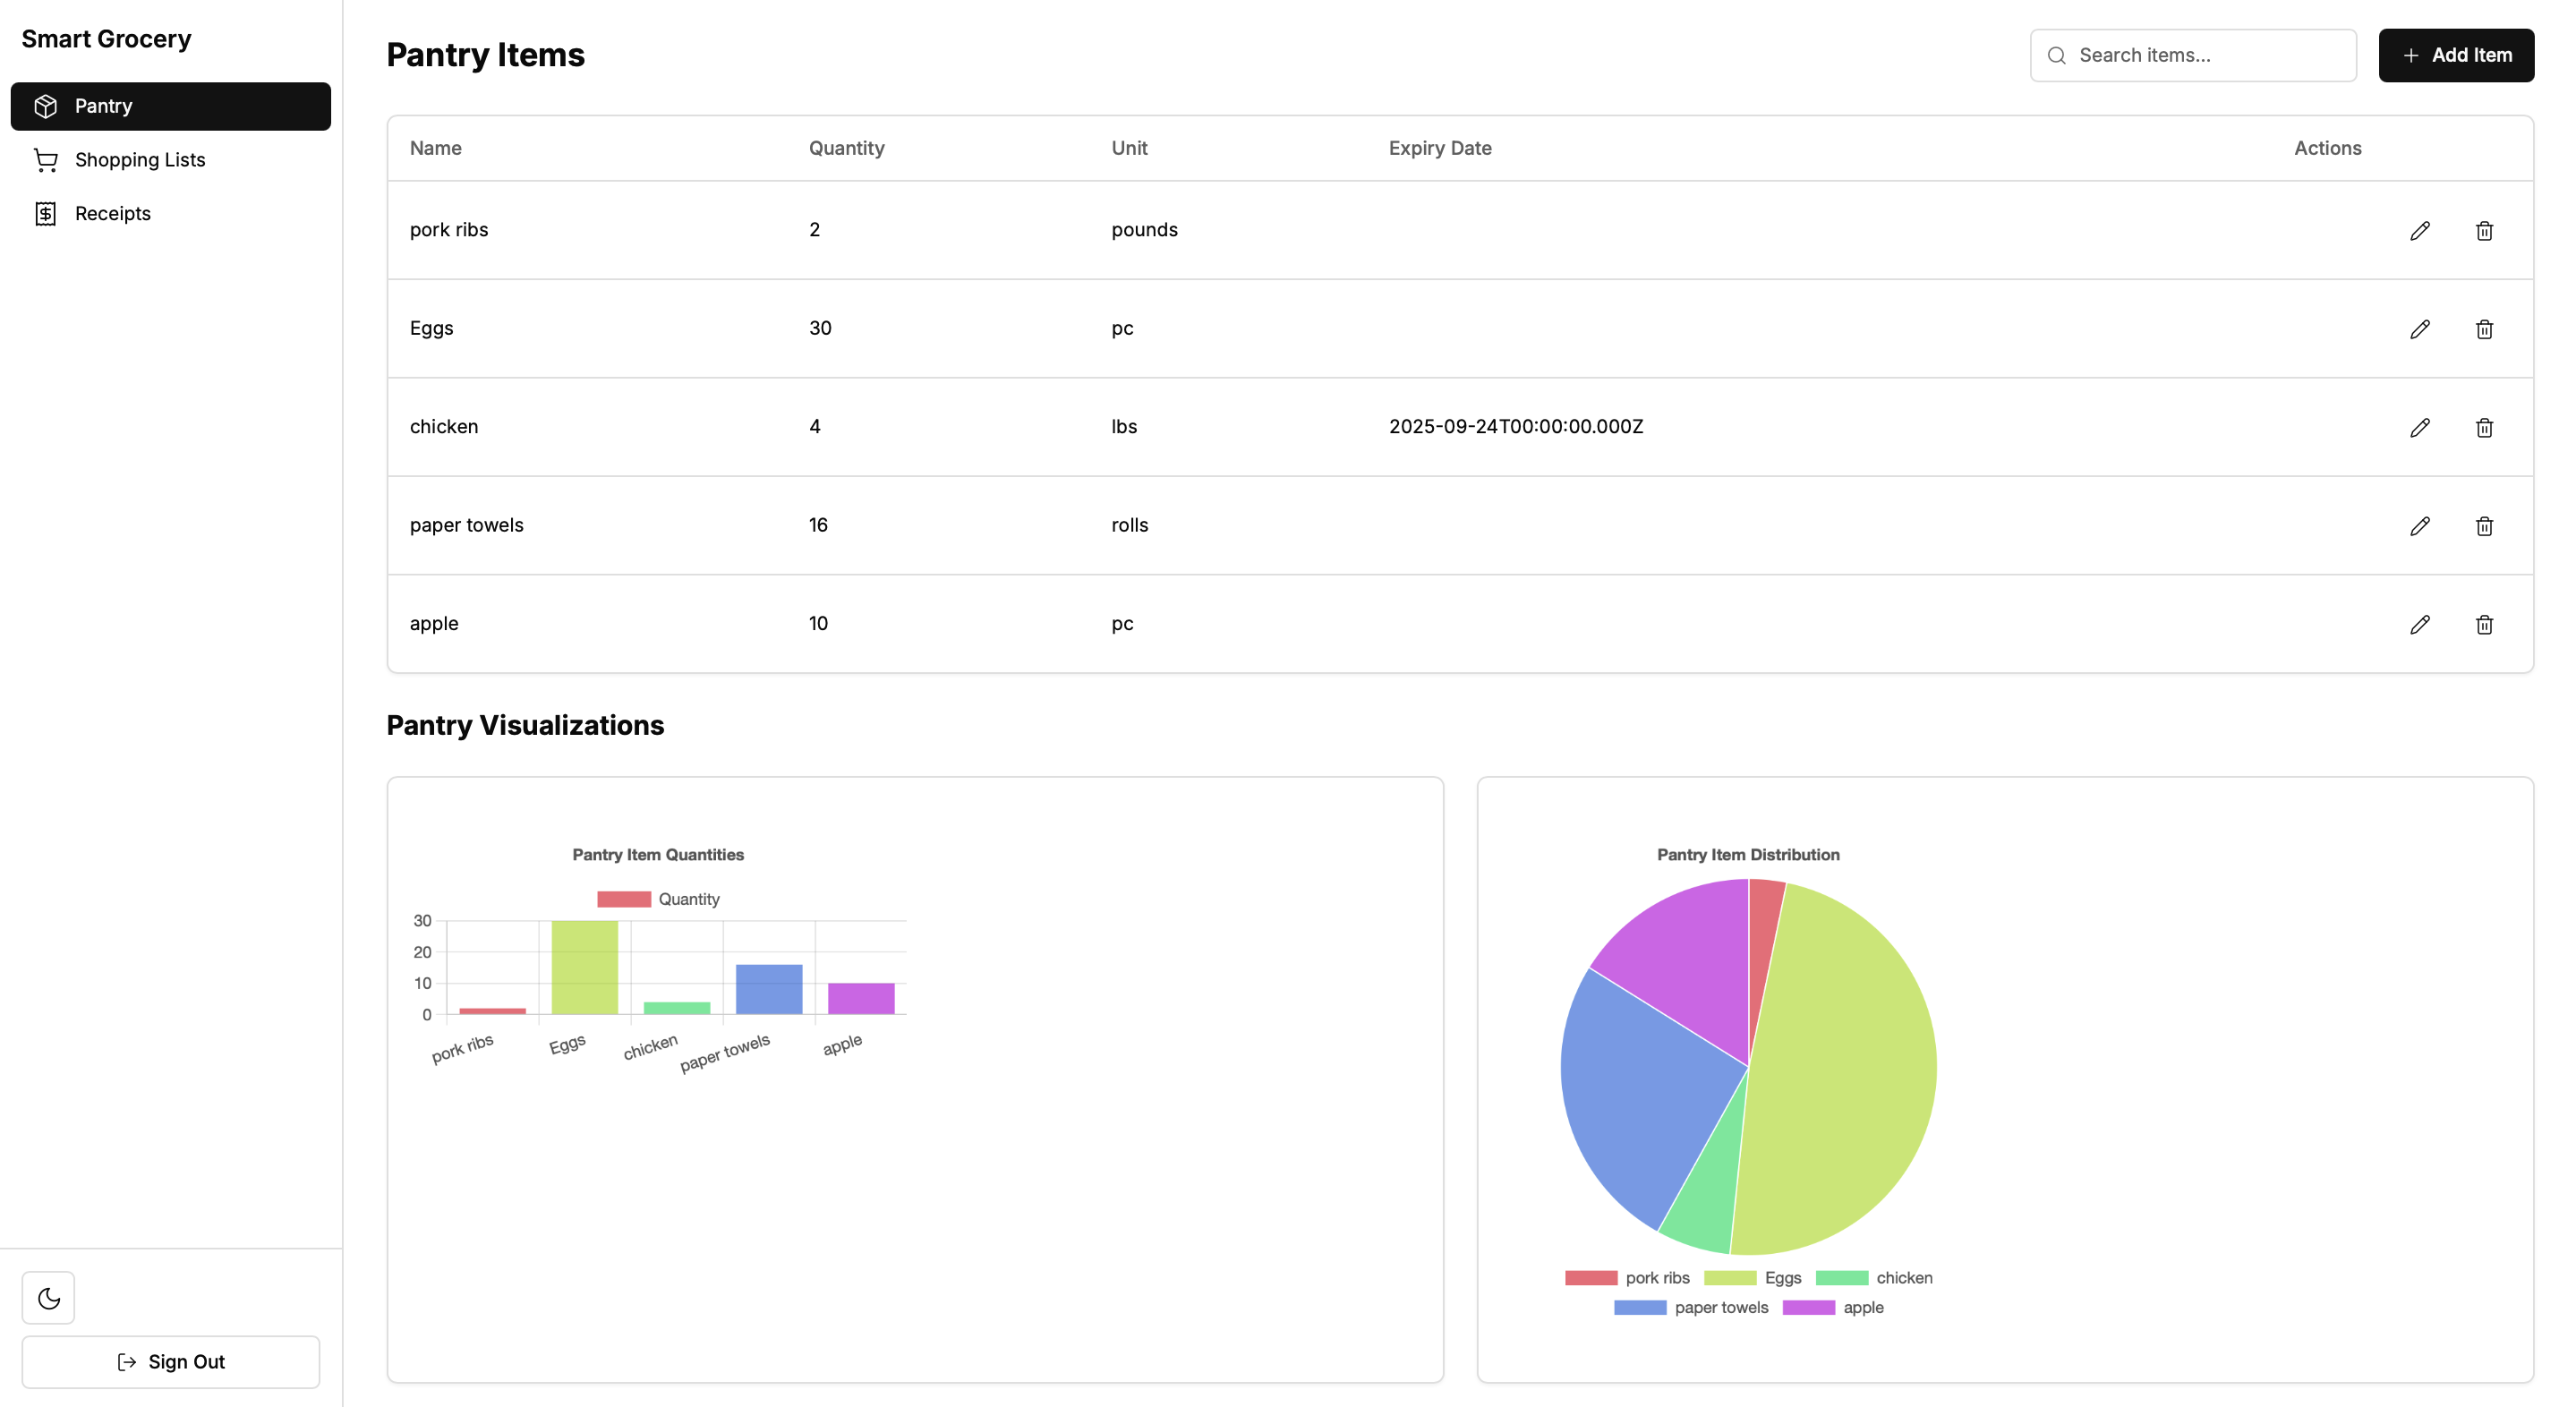 Smart Grocery
Pantry
Shopping Lists
Receipts
Pantry Items
Search items...
Add Item
Name Quantity Unit Expiry Date Actions
pork ribs 2 pounds
Eggs 30 pc
chicken 4 lbs 2025-09-24T00:00:00.000Z
paper towels 16 rolls
apple 10 pc
Pantry Visualizations
Pantry Item Quantities
Quantity
30
20
10
0
pork ribs Eggs chicken paper towels apple
Pantry Item Distribution
pork ribs Eggs chicken
paper towels apple
Sign Out